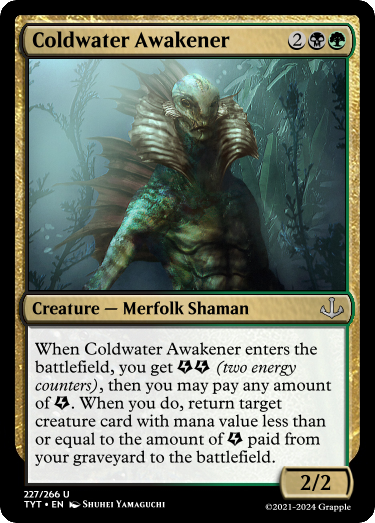 Coldwater Awakener 2
Creature — Merfolk Shaman
When Coldwater Awakener enters the
battlefield, you get (two energy
counters), then you may pay any amount
of . When you do, return target
creature card with mana value less than
or equal to the amount of paid from
your graveyard to the battlefield.
2/2
227/266 U
TYT • EN Shuhei Yamaguchi
©2021-2024 Grapple